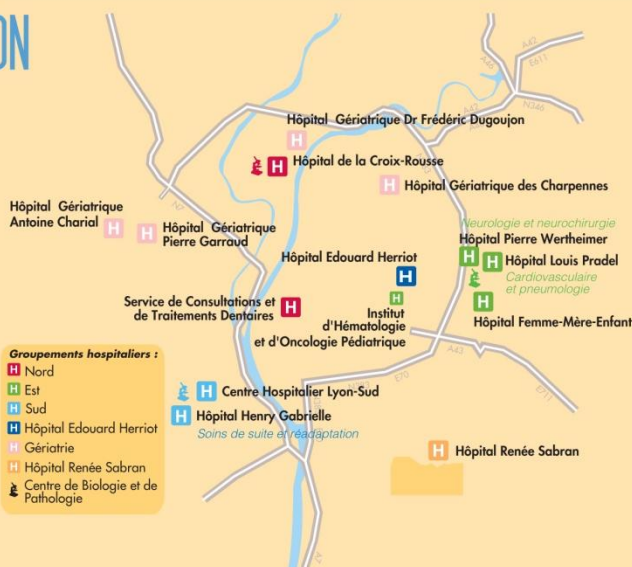 ON
A42
E611
A46
A42
N346
Hôpital Gériatrique Dr Frédéric Dugoujon
Hôpital de la Croix-Rousse
Hôpital Gériatrique des Charpennes
Hôpital Gériatrique
Antoine Charial
N7
Hôpital Gériatrique
Pierre Garraud
Neurologie et neurochirurgie
Hôpital Pierre Wertheimer
Hôpital Edouard Herriot
Hôpital Louis Pradel
Cardiovasculaire
et pneumologie
Service de Consultations et
de Traitements Dentaires
Institut
d'Hématologie
et d'Oncologie Pédiatrique
Hôpital Femme-Mère-Enfant
A43
E70
E711
Groupements hospitaliers :
H Nord
H Est
H Sud
H Hôpital Edouard Herriot
H Gériatrie
H Hôpital Renée Sabran
Centre de Biologie et de
Pathologie
Centre Hospitalier Lyon-Sud
Hôpital Henry Gabrielle
Soins de suite et réadaptation
Hôpital Renée Sabran
A7